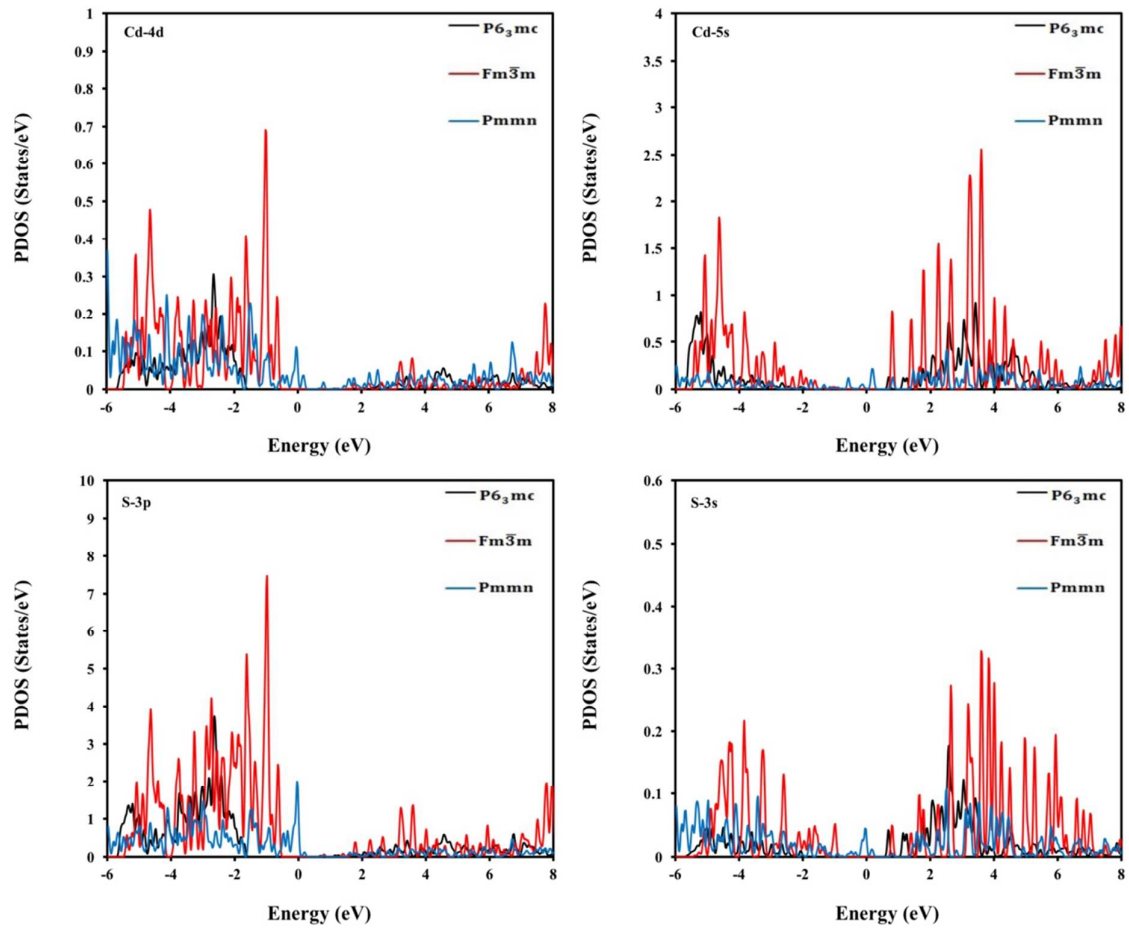 Cd-4d
P6₃mc
Fm3̅m
Pmmn
1
0.9
0.8
0.7
0.6
0.5
0.4
0.3
0.2
0.1
0
-6 -4 -2 0 2 4 6 8
PDOS (States/eV)
Energy (eV)
Cd-5s
P6₃mc
Fm3̅m
Pmmn
4
3.5
3
2.5
2
1.5
1
0.5
0
-6 -4 -2 0 2 4 6 8
PDOS (States/eV)
Energy (eV)
S-3p
P6₃mc
Fm3̅m
Pmmn
10
9
8
7
6
5
4
3
2
1
0
-6 -4 -2 0 2 4 6 8
PDOS (States/eV)
Energy (eV)
S-3s
P6₃mc
Fm3̅m
Pmmn
0.6
0.5
0.4
0.3
0.2
0.1
0
-6 -4 -2 0 2 4 6 8
PDOS (States/eV)
Energy (eV)